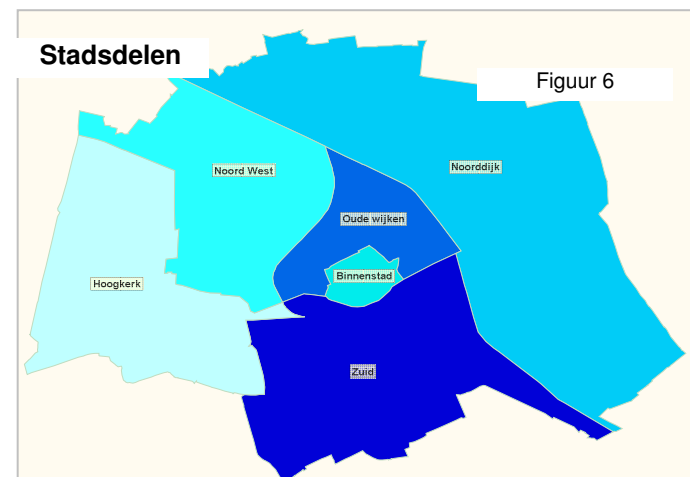 Stadsdelen
Figuur 6
Noord West
Noorddijk
Oude wijken
Binnenstad
Hoogkerk
Zuid